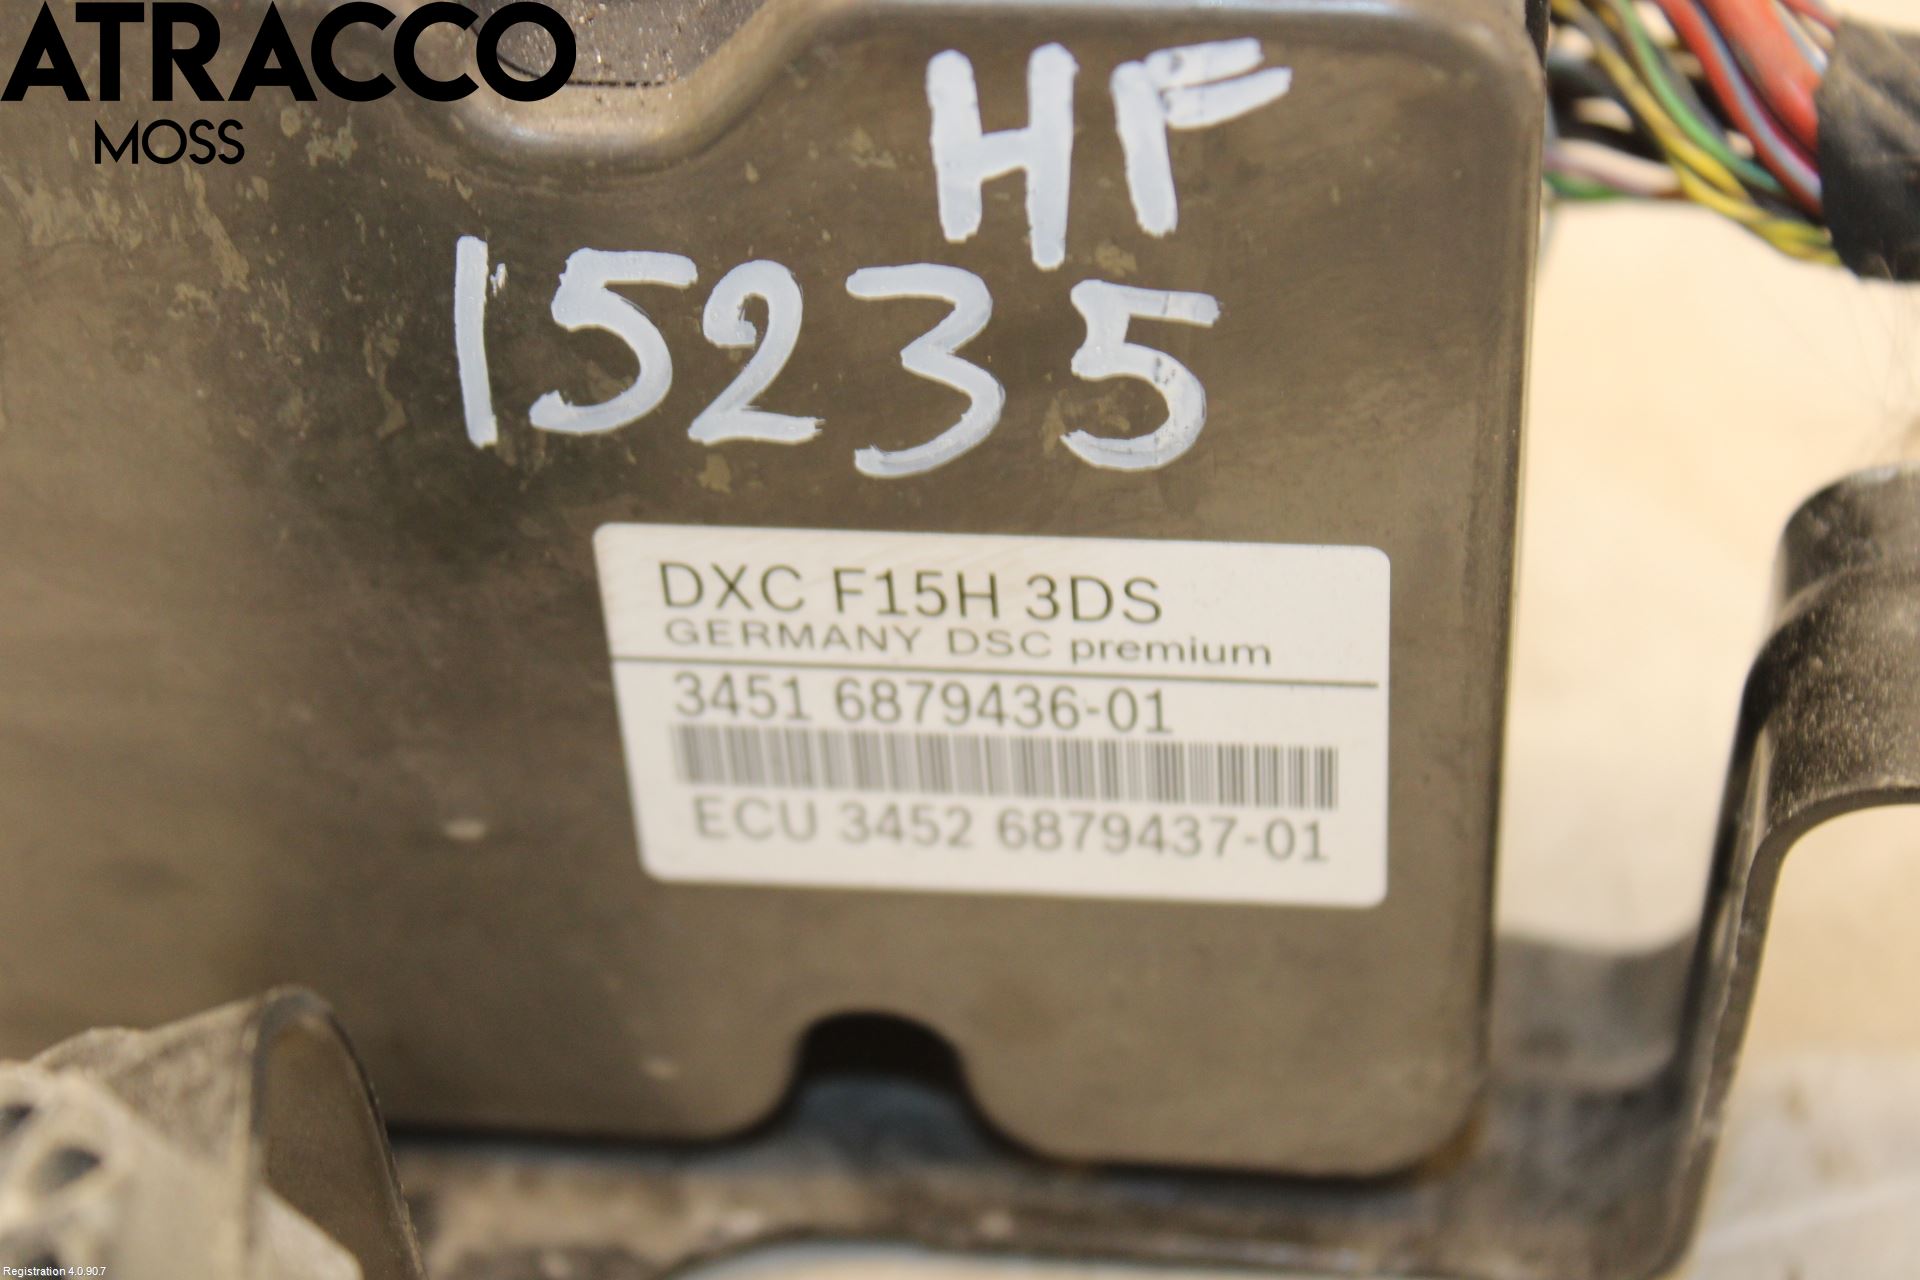 ATRACCO
MOSS
HF
15235
DXC F15H 3DS
GERMANY DSC premium
3451 6879436-01
ECU 3452 6879437-01
Registration 4.0.90.7